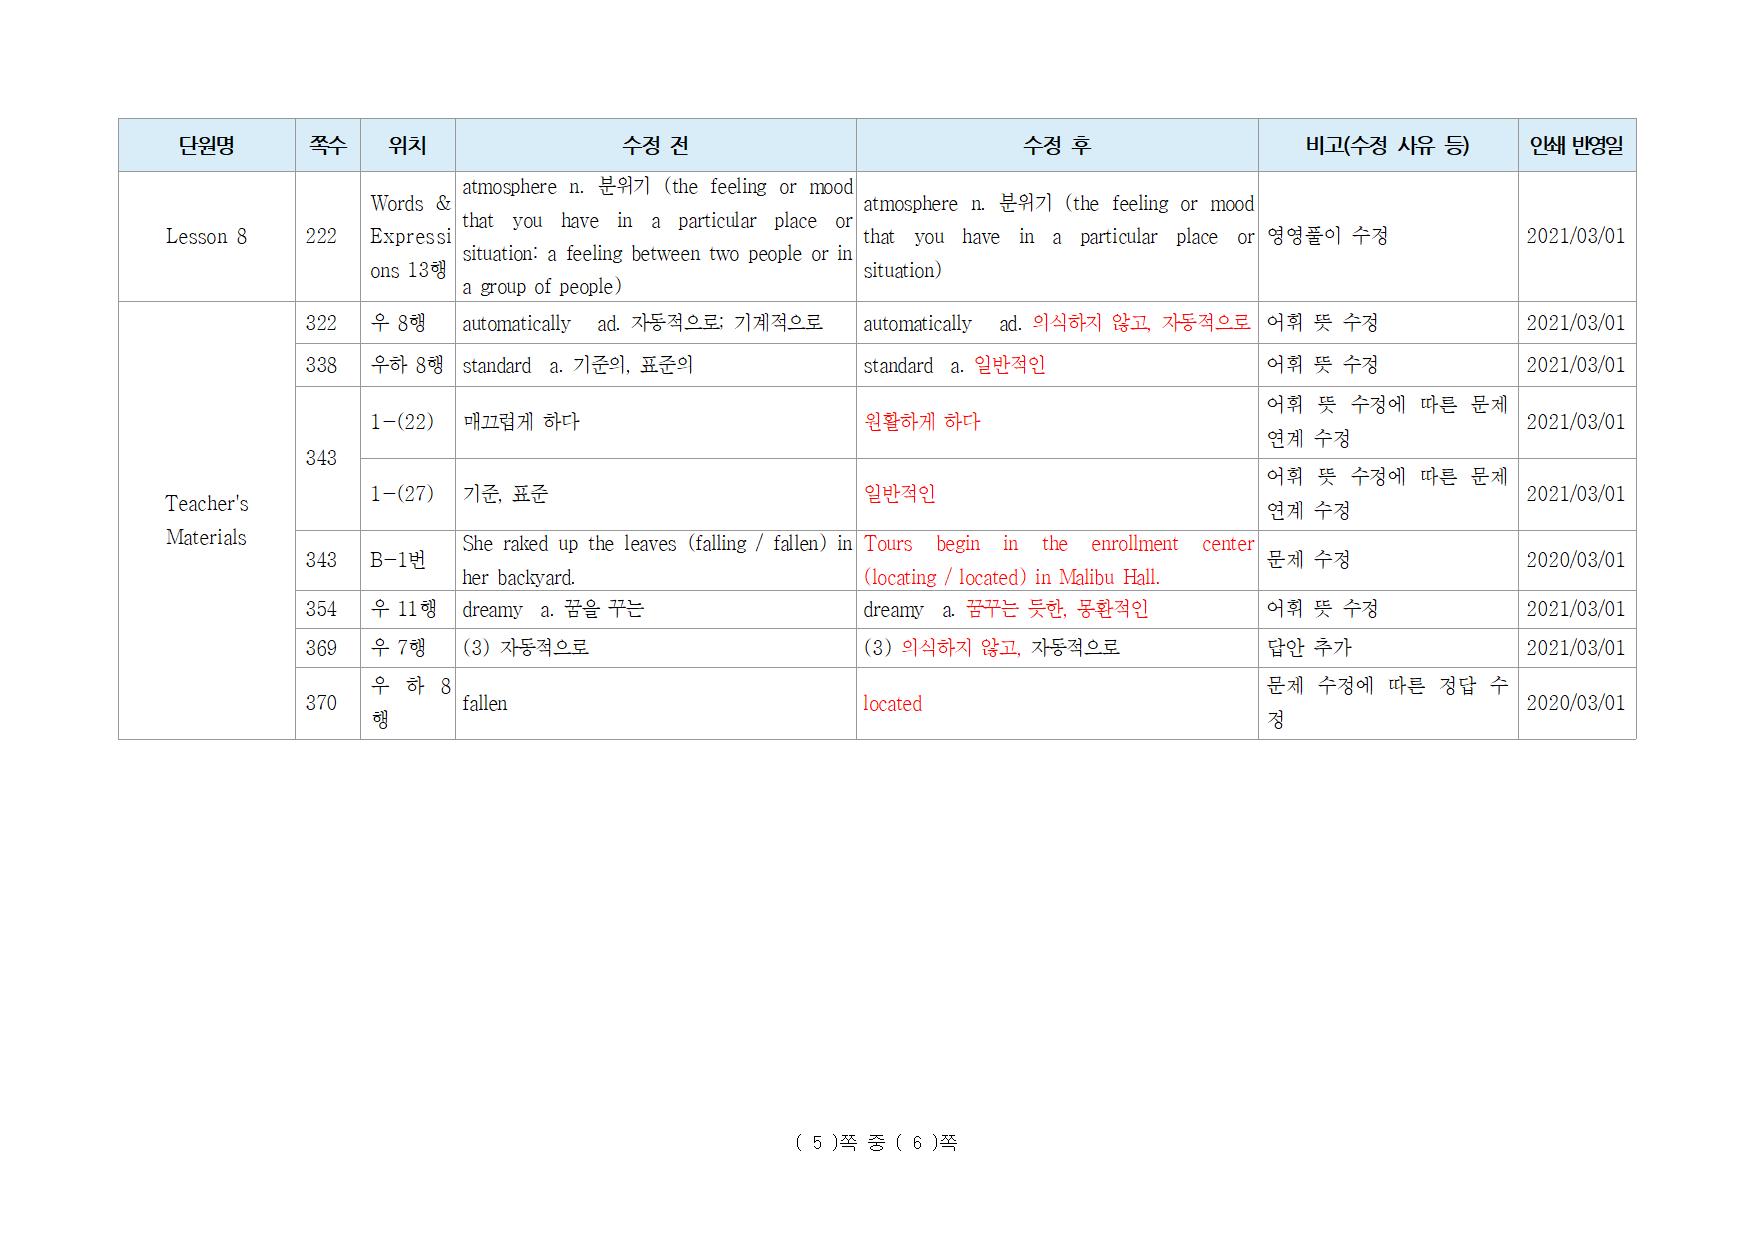 단원명 쪽수 위치 수정 전 수정 후 비고(수정 사유 등) 인쇄 반영일
Lesson 8
222
Words &
Expressi
ons 13행
atmosphere n. 분위기 (the feeling or mood
that you have in a particular place or
situation: a feeling between two people or in
a group of people)
atmosphere n. 분위기 (the feeling or mood
that you have in a particular place or
situation)
영영풀이 수정
2021/03/01
Teacher's
Materials
322 우 8행 automatically ad. 자동적으로; 기계적으로 automatically ad. 의식하지 않고, 자동적으로 어휘 뜻 수정 2021/03/01
338 우하 8행 standard a. 기준의, 표준의 standard a. 일반적인 어휘 뜻 수정 2021/03/01
343
1-(22) 매끄럽게 하다 원활하게 하다
어휘 뜻 수정에 따른 문제
연계 수정
2021/03/01
1-(27) 기준, 표준 일반적인
어휘 뜻 수정에 따른 문제
연계 수정
2021/03/01
343 B-1번
She raked up the leaves (falling / fallen) in
her backyard.
Tours begin in the enrollment center
(locating / located) in Malibu Hall.
문제 수정
2020/03/01
354 우 11행 dreamy a. 꿈을 꾸는 dreamy a. 꿈꾸는 듯한, 몽환적인 어휘 뜻 수정 2021/03/01
369 우 7행 (3) 자동적으로 (3) 의식하지 않고, 자동적으로 답안 추가 2021/03/01
370
우 하 8
행
fallen located
문제 수정에 따른 정답 수
정
2020/03/01
( 5 )쪽 중 ( 6 )쪽